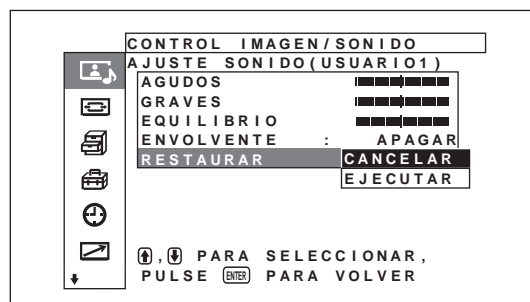 CONTROL IMAGEN/SONIDO
AJUSTE SONIDO(USUARIO1)
AGUDOS
GRAVES
EQUILIBRIO
ENVOLVENTE : APAGAR
RESTAURAR CANCELAR
EJECUTAR
, PARA SELECCIONAR,
PULSE ENTER PARA VOLVER